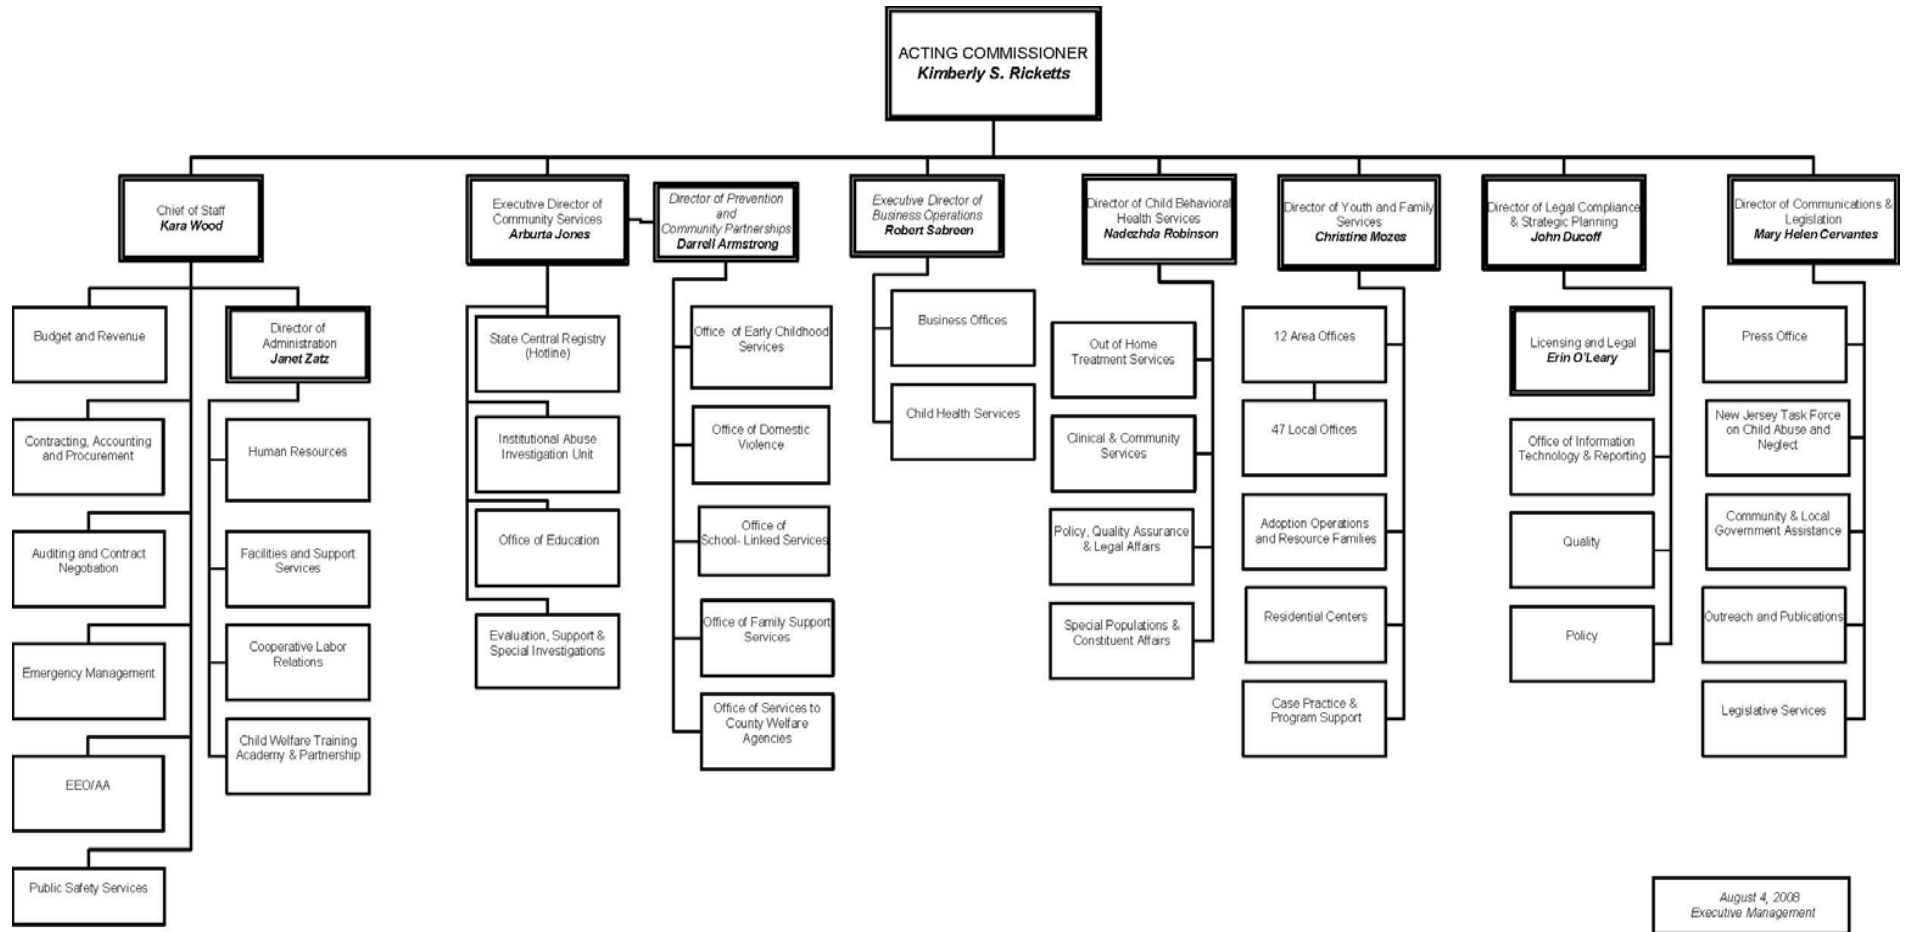 ACTING COMMISSIONER
Kimberly S. Ricketts
Chief of Staff
Kara Wood
Executive Director of
Community Services
Arburta Jones
Director of Prevention
and
Community Partnerships
Darrell Armstrong
Executive Director of
Business Operations
Robert Sabreen
Director of Child Behavioral
Health Services
Nadezhda Robinson
Director of Youth and Family
Services
Christine Mozes
Director of Legal Compliance
& Strategic Planning
John Ducoff
Director of Communications &
Legislation
Mary Helen Cervantes
Budget and Revenue
Contracting, Accounting
and Procurement
Auditing and Contract
Negotiation
Emergency Management
EEO/AA
Public Safety Services
Director of
Administration
Janet Zatz
Human Resources
Facilities and Support
Services
Cooperative Labor
Relations
Child Welfare Training
Academy & Partnership
State Central Registry
(Hotline)
Institutional Abuse
Investigation Unit
Office of Education
Evaluation, Support &
Special Investigations
Office of Early Childhood
Services
Office of Domestic
Violence
Office of
School- Linked Services
Office of Family Support
Services
Office of Services to
County Welfare
Agencies
Business Offices
Child Health Services
Out of Home
Treatment Services
Clinical & Community
Services
Policy, Quality Assurance
& Legal Affairs
Special Populations &
Constituent Affairs
12 Area Offices
47 Local Offices
Adoption Operations
and Resource Families
Residential Centers
Case Practice &
Program Support
Licensing and Legal
Erin O'Leary
Office of Information
Technology & Reporting
Quality
Policy
Press Office
New Jersey Task Force
on Child Abuse and
Neglect
Community & Local
Government Assistance
Outreach and Publications
Legislative Services
August 4, 2008
Executive Management